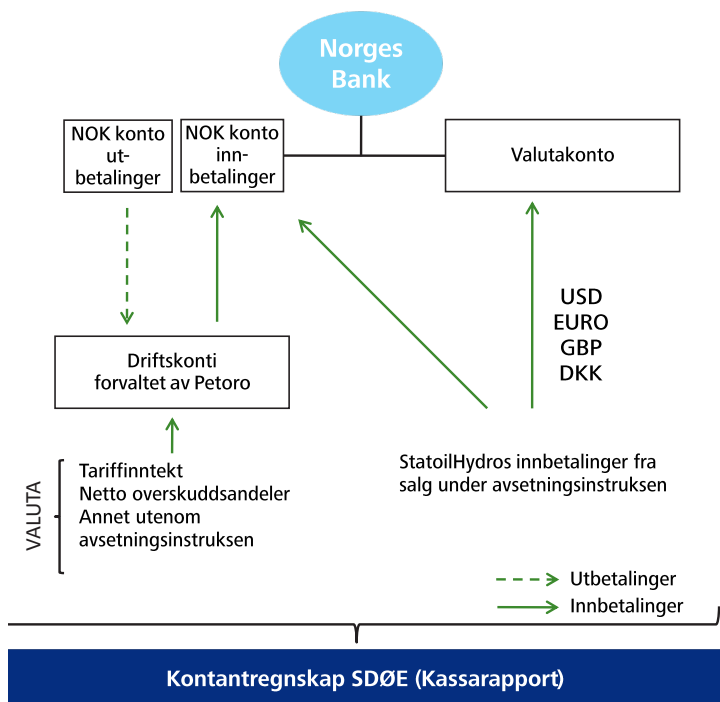 Norges
Bank
NOK konto
ut-
betalinger
NOK konto
inn-
betalinger
Valutakonto
USD
EURO
GBP
DKK
Driftskonti
forvaltet av Petoro
VALUTA
Tariffinntekt
Netto overskuddsandeler
Annet utenom
avsetningsinstruksen
StatoilHydros innbetalinger fra
salg under avsetningsinstruksen
Utbetalinger
Innbetalinger
Kontantregnskap SDØE (Kassarapport)